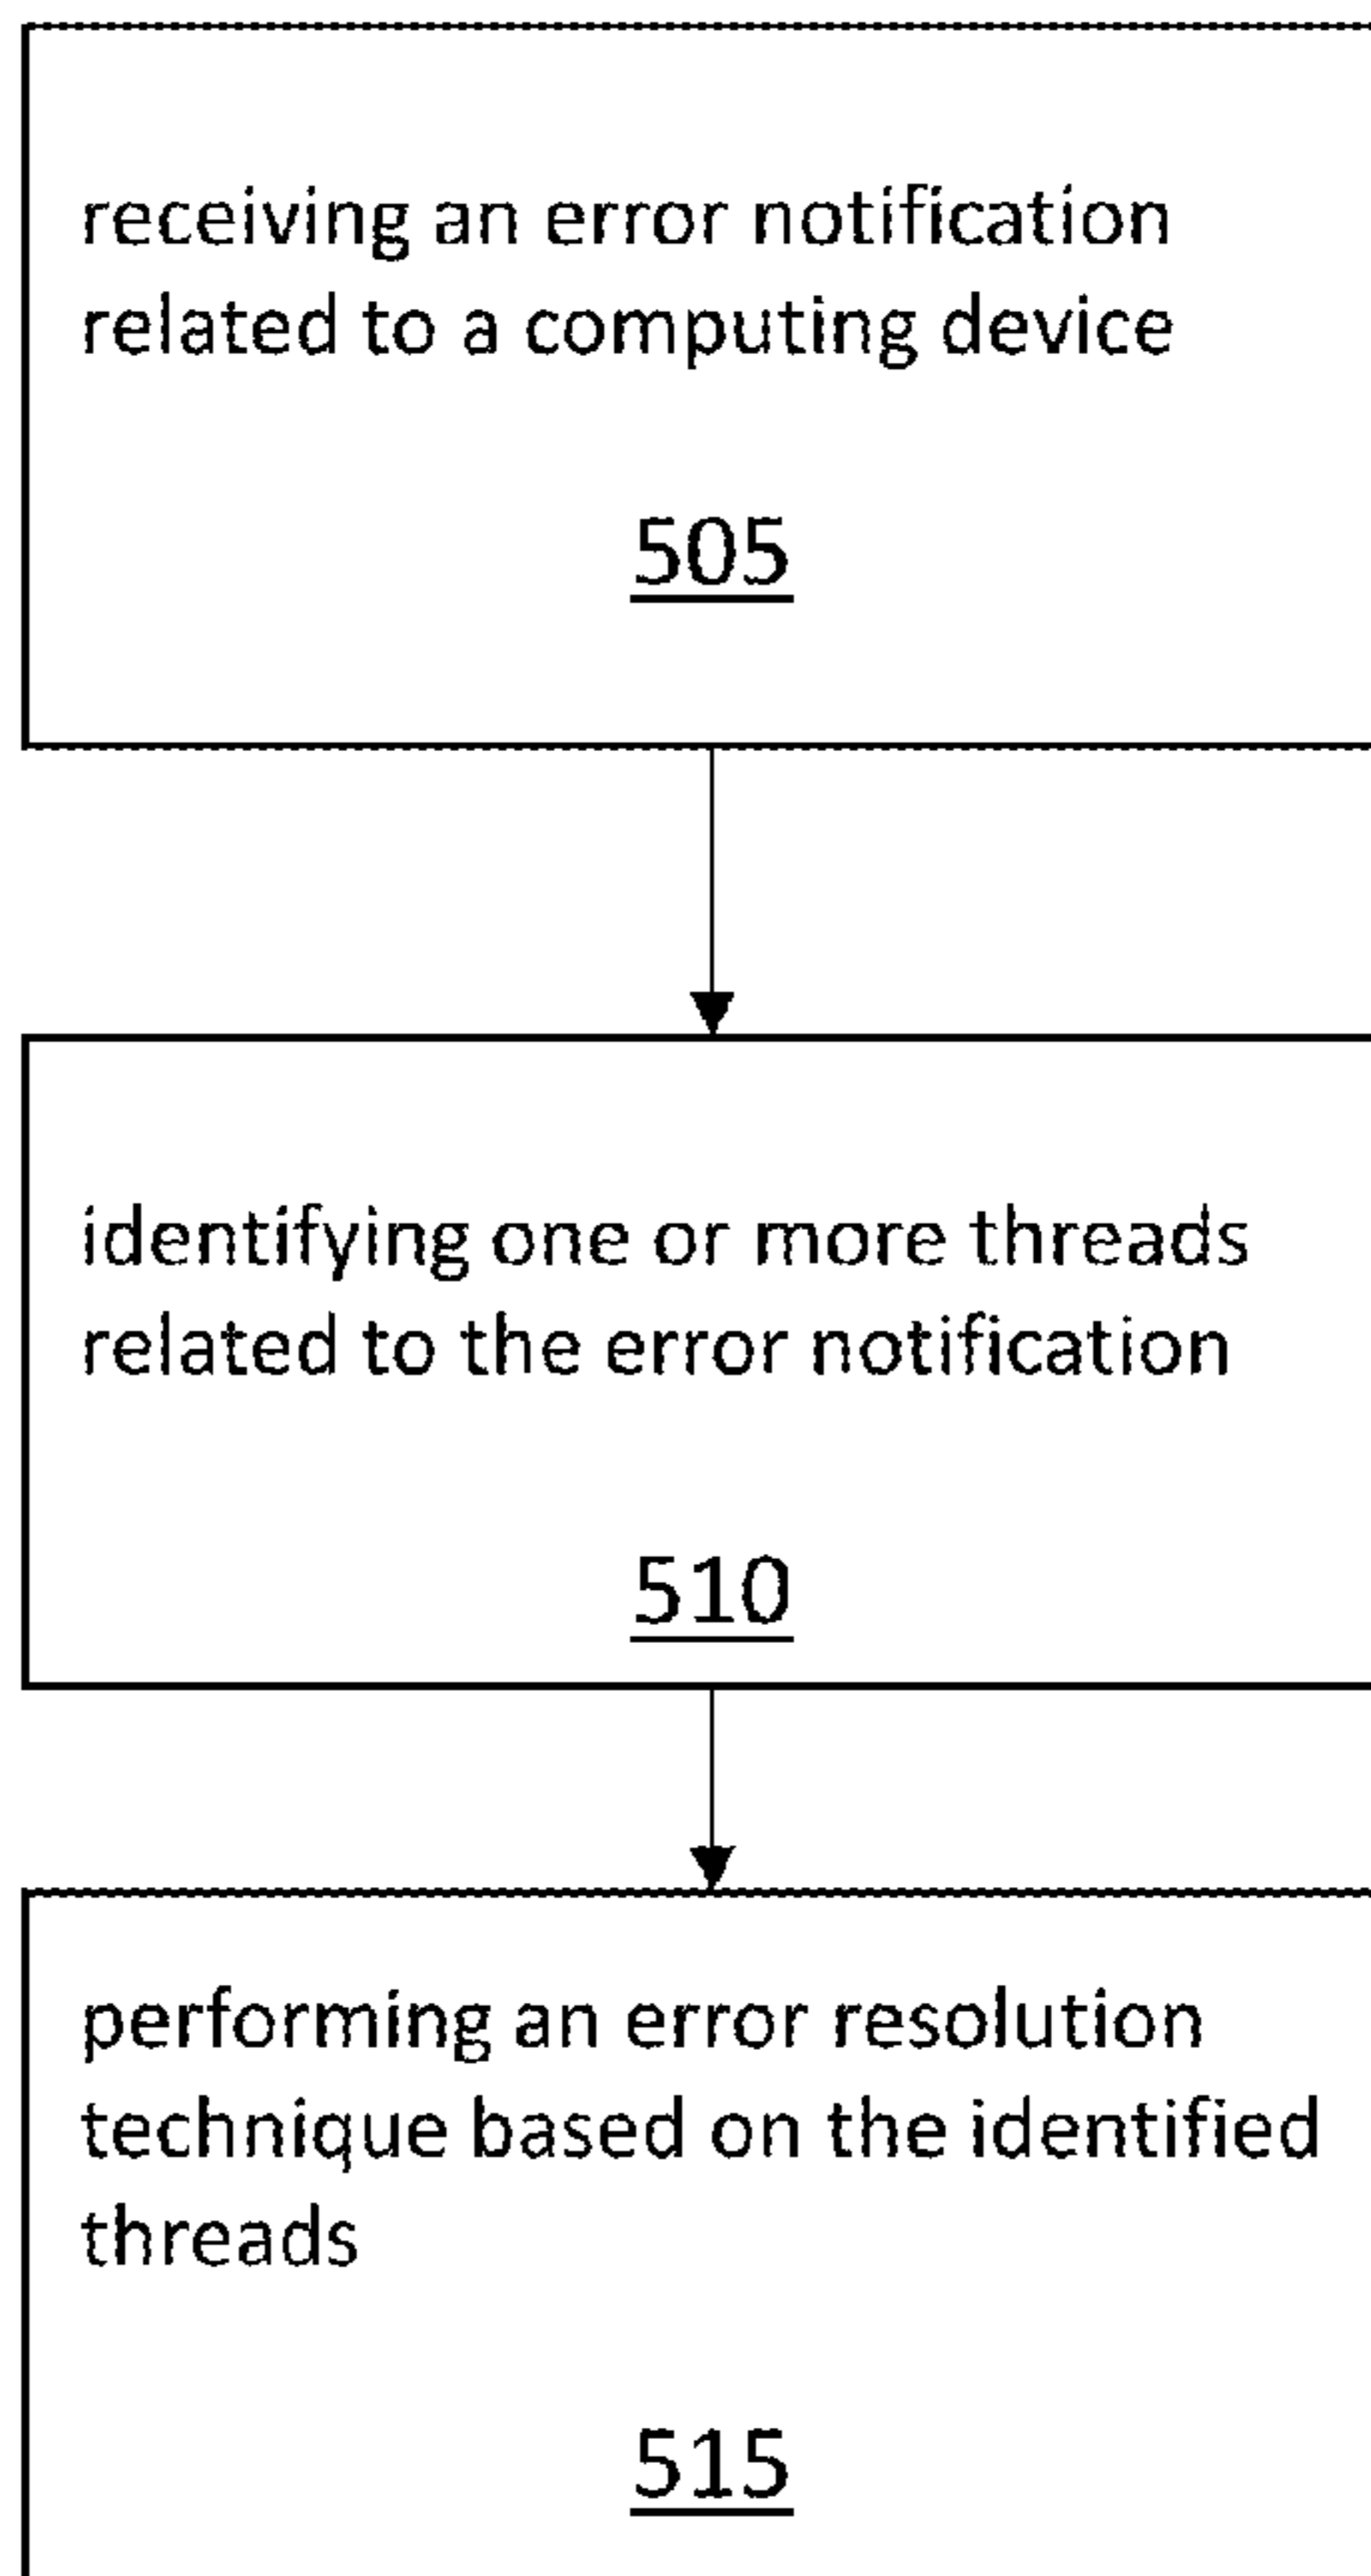 receiving an error notification
related to a computing device
505
identifying one or more threads
related to the error notification
510
performing an error resolution
technique based on the identified
threads
515